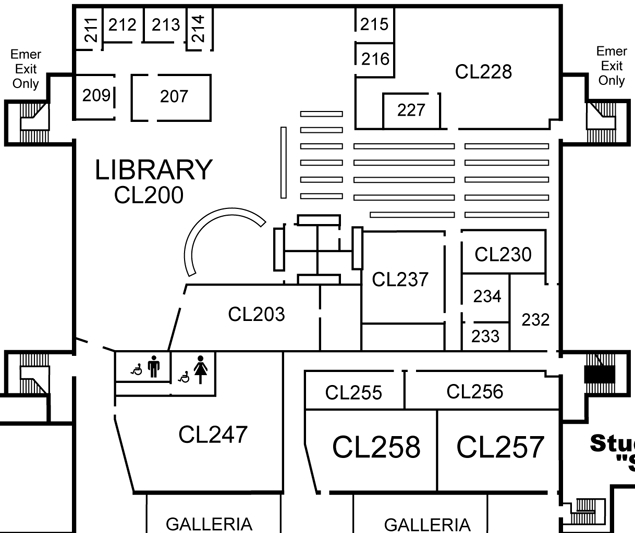 211
212
213
214
215
216
Emer
Exit
Only
Emer
Exit
Only
CL228
209
207
227
LIBRARY
CL200
CL230
CL237
234
232
CL203
233
CL255
CL256
CL247
CL258
CL257
Stu
"S
GALLERIA
GALLERIA